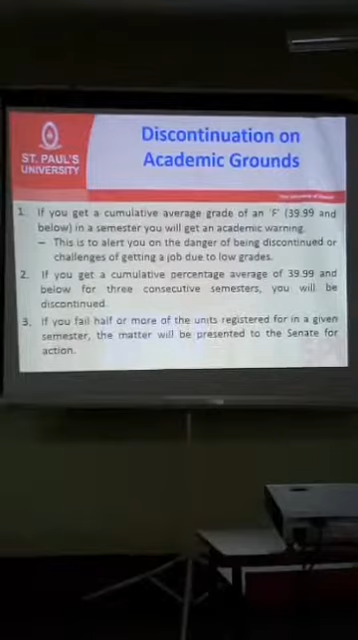 ST. PAUL'S
UNIVERSITY
Discontinuation on
Academic Grounds
1. If you get a cumulative average grade of an 'F' (39.99 and
below) in a semester you will get an academic warning.
– This is to alert you on the danger of being discontinued or
challenges of getting a job due to low grades.
2. If you get a cumulative percentage average of 39.99 and
below for three consecutive semesters, you will be
discontinued.
3. If you fail half or more of the units registered for in a given
semester, the matter will be presented to the Senate for
action.